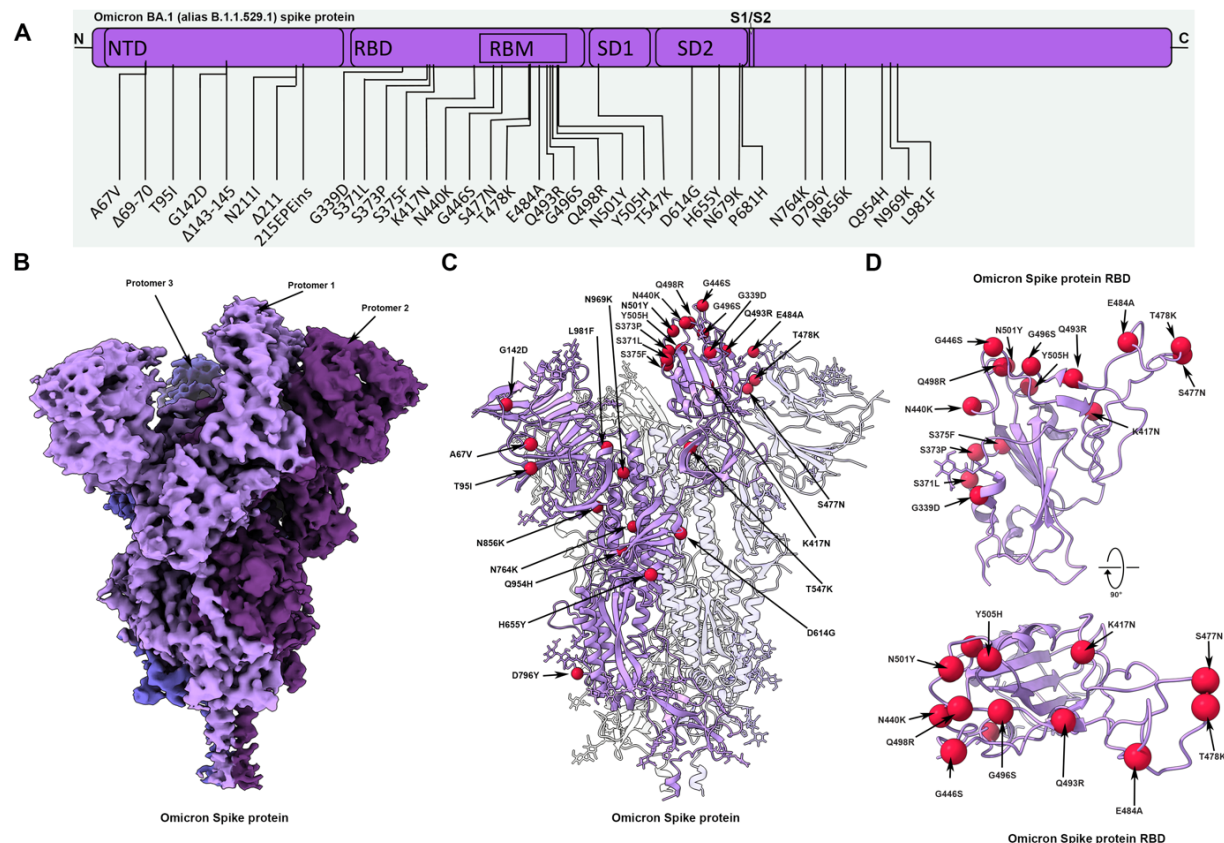 A
Omicron BA.1 (alias B.1.1.529.1) spike protein
S1/S2
N
C
NTD
RBD
RBM
SD1
SD2
A67V
Δ69-70
T95I
G142D
Δ143-145
N211I
Δ211
215EPEins
G339D
S371L
S373P
S375F
K417N
N440K
G446S
S477N
T478K
E484A
Q493R
G496S
Q498R
N501Y
Y505H
T547K
D614G
H655Y
N679K
P681H
N764K
D796Y
N856K
Q954H
N969K
L981F
B
Protomer 3
Protomer 1
Protomer 2
Omicron Spike protein
C
G446S
Q498R
N440K
G496S
G339D
N969K
N501Y
Q493R
Y505H
E484A
L981F
S373P
S371L
T478K
S375F
G142D
A67V
T95I
S477N
N856K
K417N
N764K
Q954H
T547K
H655Y
D614G
D796Y
Omicron Spike protein
D
Omicron Spike protein RBD
E484A
T478K
N501Y
G496S
Q493R
G446S
Y505H
Q498R
S477N
N440K
K417N
S375F
S373P
S371L
G339D
90°
Y505H
K417N
S477N
N501Y
N440K
Q498R
T478K
G446S
G496S
Q493R
E484A
Omicron Spike protein RBD